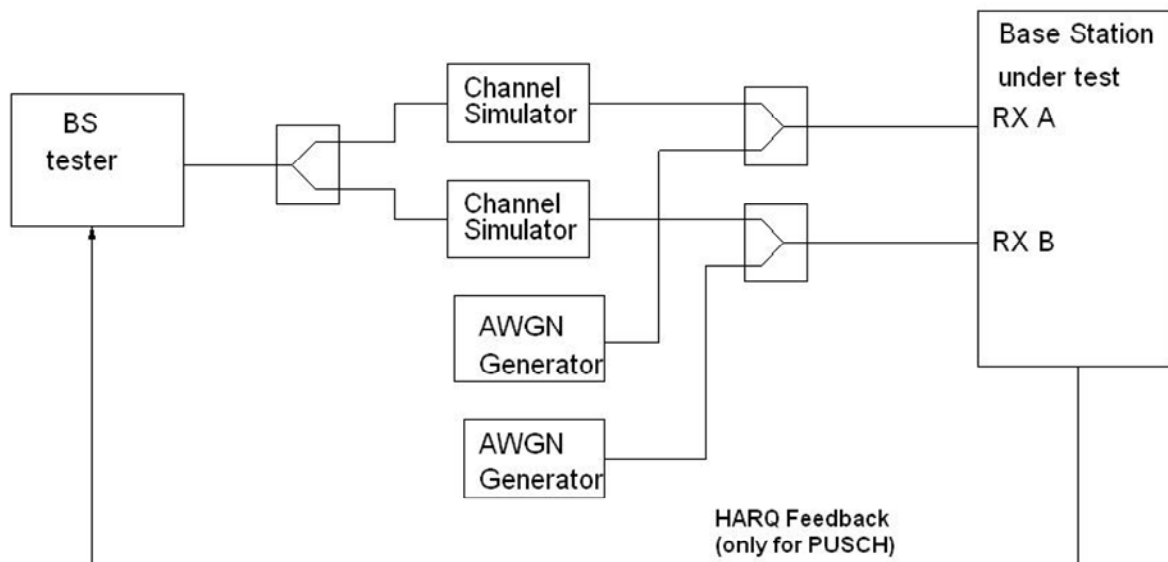 BS
tester
Channel
Simulator
Channel
Simulator
AWGN
Generator
AWGN
Generator
Base Station
under test
RX A
RX B
HARQ Feedback
(only for PUSCH)